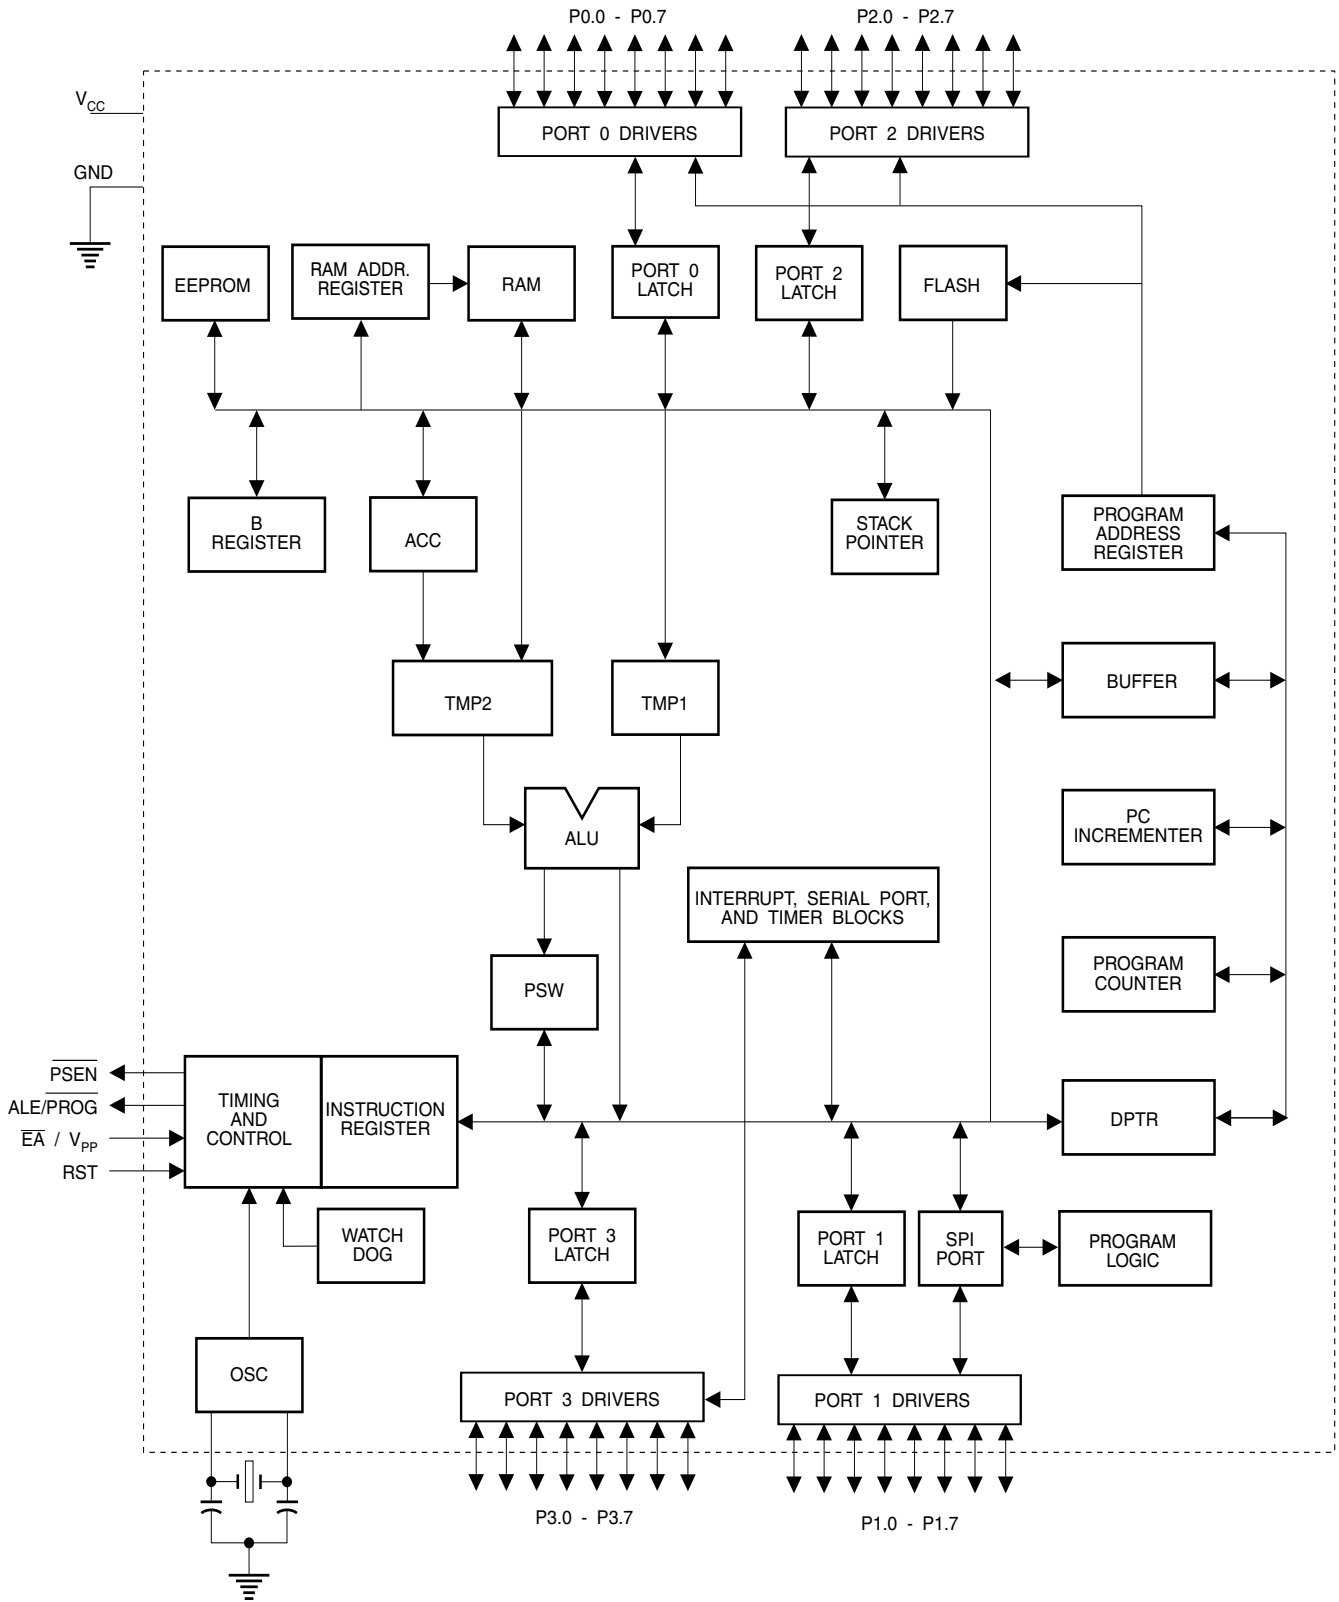 P0.0 - P0.7
P2.0 - P2.7
VCC
GND
PORT 0 DRIVERS
PORT 2 DRIVERS
EEPROM
RAM ADDR.
REGISTER
RAM
PORT 0
LATCH
PORT 2
LATCH
FLASH
B
REGISTER
ACC
STACK
POINTER
PROGRAM
ADDRESS
REGISTER
TMP2
TMP1
BUFFER
ALU
PC
INCREMENTER
INTERRUPT, SERIAL PORT,
AND TIMER BLOCKS
PSW
PROGRAM
COUNTER
PSEN
ALE/PROG
EA / VPP
RST
TIMING
AND
CONTROL
INSTRUCTION
REGISTER
DPTR
WATCH
DOG
PORT 3
LATCH
PORT 1
LATCH
SPI
PORT
PROGRAM
LOGIC
OSC
PORT 3 DRIVERS
PORT 1 DRIVERS
P3.0 - P3.7
P1.0 - P1.7